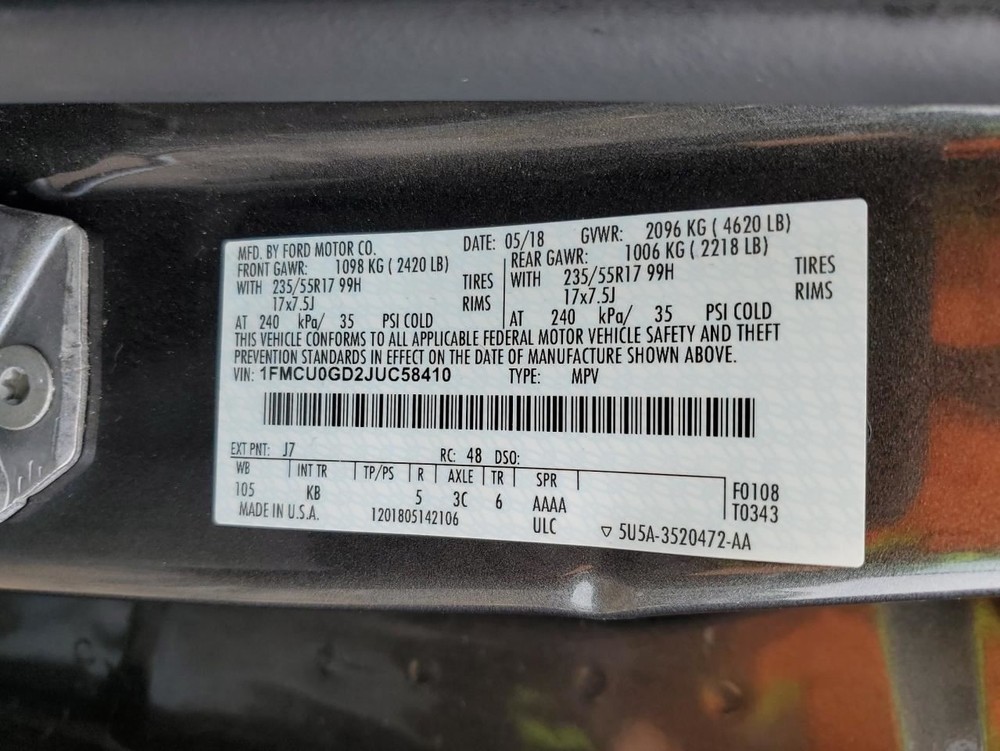 MFD. BY FORD MOTOR CO. DATE: 05/18 GVWR: 2096 KG ( 4620 LB)
FRONT GAWR: 1098 KG ( 2420 LB) REAR GAWR: 1006 KG ( 2218 LB)
WITH 235/55R17 99H TIRES WITH 235/55R17 99H TIRES
17x7.5J RIMS 17x7.5J RIMS
AT 240 kPa/ 35 PSI COLD AT 240 kPa/ 35 PSI COLD
THIS VEHICLE CONFORMS TO ALL APPLICABLE FEDERAL MOTOR VEHICLE SAFETY AND THEFT
PREVENTION STANDARDS IN EFFECT ON THE DATE OF MANUFACTURE SHOWN ABOVE.
VIN: 1FMCU0GD2JUC58410 TYPE: MPV
EXT PNT: J7 RC: 48 DSO:
WB INT TR TP/PS R AXLE TR SPR
105 KB 5 3C 6 AAAA F0108
MADE IN U.S.A. 1201805142106 ULC T0343
▽ 5U5A-3520472-AA